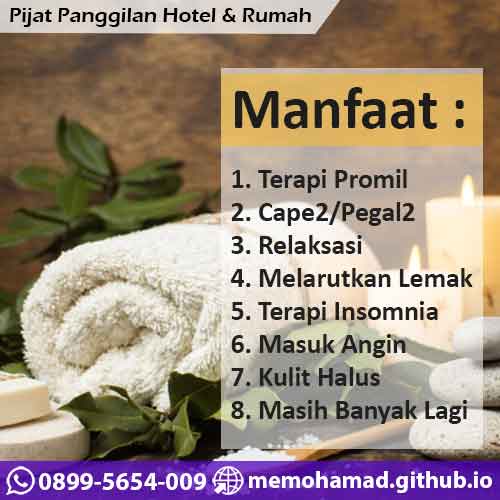 Pijat Panggilan Hotel & Rumah
Manfaat :
1. Terapi Promil
2. Cape2/Pegal2
3. Relaksasi
4. Melarutkan Lemak
5. Terapi Insomnia
6. Masuk Angin
7. Kulit Halus
8. Masih Banyak Lagi
0899-5654-009 memohamad.github.io